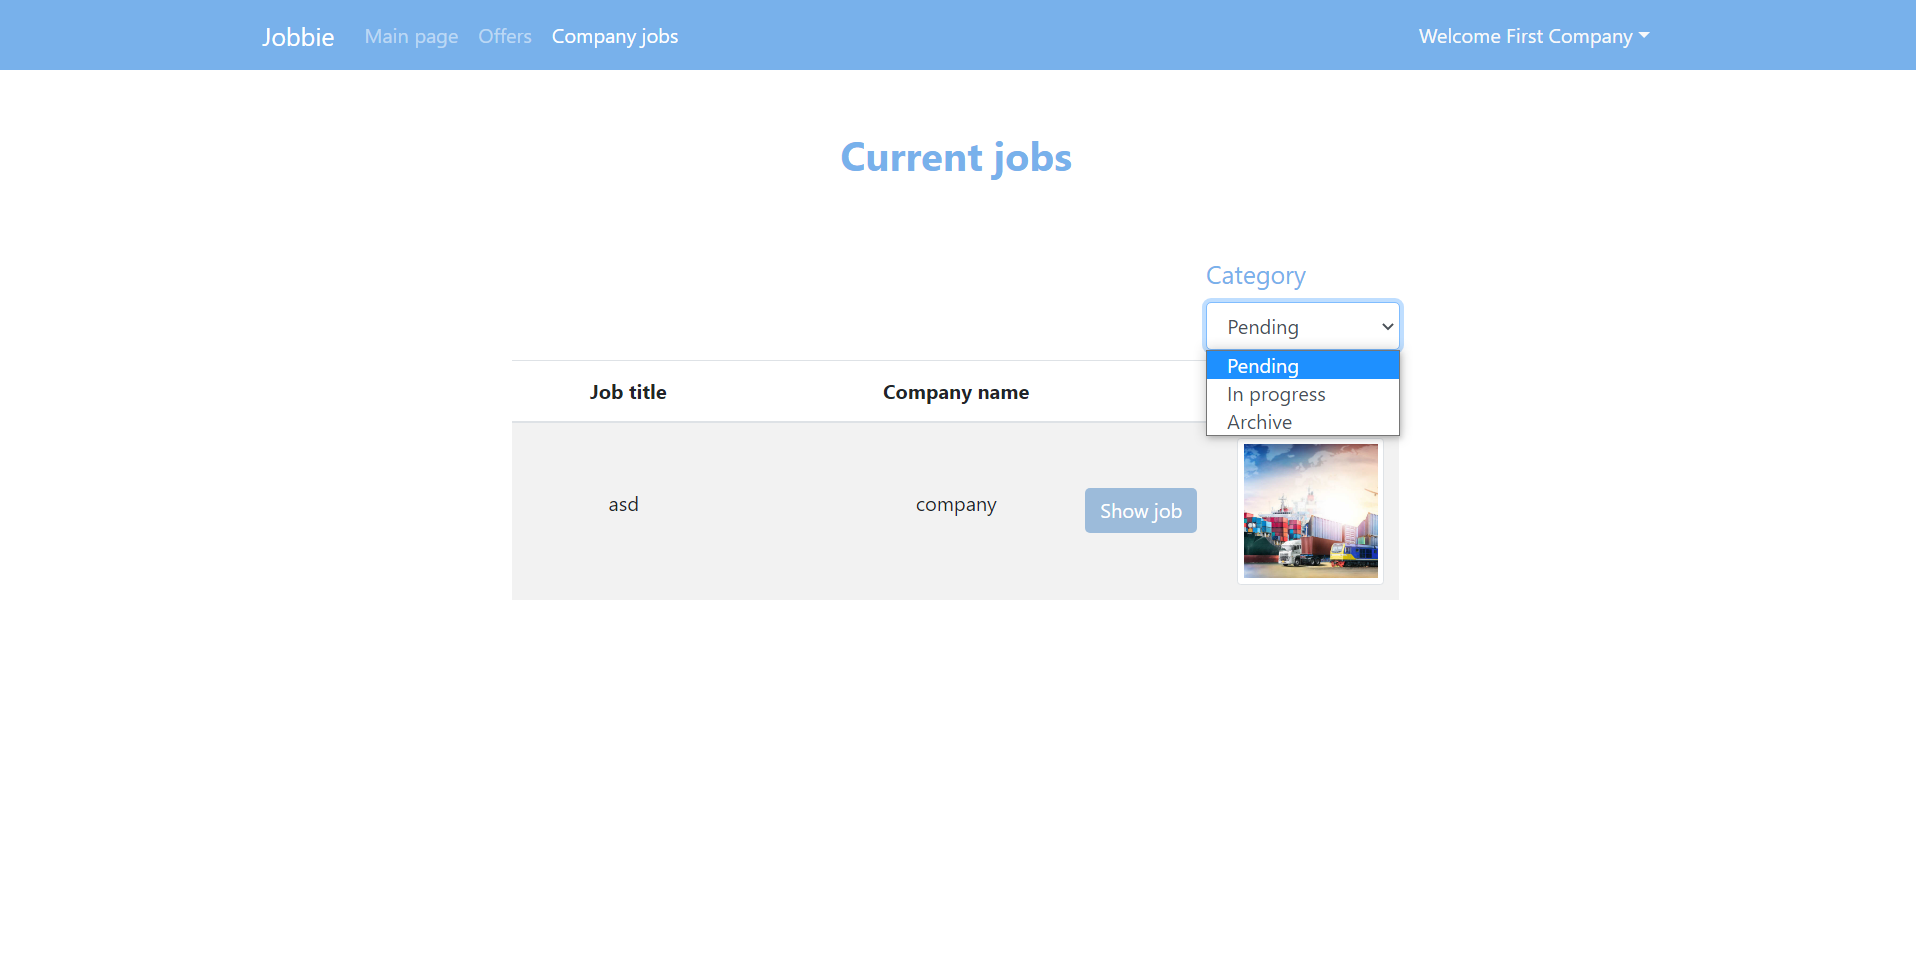 Jobbie Main page Offers Company jobs Welcome First Company
Current jobs
Category
Pending
Pending
In progress
Archive
Job title Company name
asd company Show job